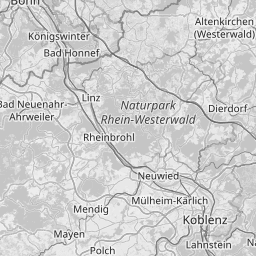 Bonn
Königswinter
Altenkirchen
(Westerwald)
Bad Honnef
Bad Neuenahr-
Ahrweiler
Linz
Naturpark
Rhein-Westerwald
Dierdorf
Rheinbrohl
Neuwied
Mendig
Mülheim-Kärlich
Koblenz
Mayen
Polch
Lahnstein